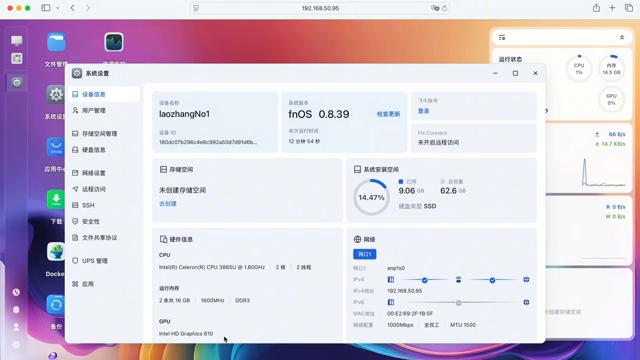 192.168.50.95
文件管理
系统设置
设备信息
用户管理
存储空间管理
硬盘信息
网络设置
远程访问
SSH
安全性
文件共享协议
UPS 管理
应用
设备名称
laozhangNo1
设备 ID
系统版本
fnOS 0.8.39
检查更新
本次运行时间
12 分钟 54 秒
飞牛账号
登录
FN Connect
未开启远程访问
存储空间
未创建存储空间
去创建
系统安装空间
14.47%
已用
9.06 GB
总容量
62.6 GB
硬盘类型 SSD
硬件信息
CPU
Intel(R) Celeron(R) CPU 3865U @ 1.80GHz
2 核
2 线程
运行内存
2 条共 16 GB
1600MHz
DDR3
GPU
Intel HD Graphics 610
网络
网口1
网口1
enp1s0
IPv4
IPv4地址
192.168.50.95
IPv6
MAC地址
00:E2:69:2F:1B:5F
网络配置
1000Mbps
全双工
MTU 1500
运行状态
CPU
1%
内存
14.5 GB
GPU
0%
66 B/s
14.7 KB/s
R 0 B/s
W 0 B/s
未创建存储空间
系统设
应用中
下载
Docke
备份